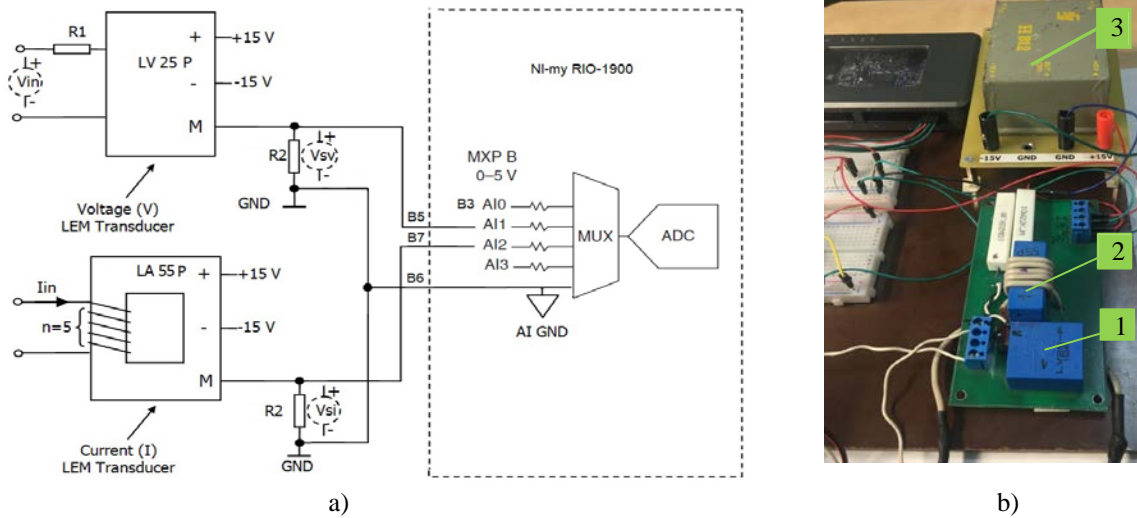 R1
+
+15 V
LV 25 P
Vin
+
-
-
-15 V
M
R2
Vsv
+
-
GND
Voltage (V)
LEM Transducer
NI-my RIO-1900
MXP B
0–5 V
B3 AI0
B5
AI1
B7
AI2
AI3
B6
MUX
ADC
AI GND
LA 55 P
+
+15 V
Iin
n=5
-
-15 V
M
R2
Vsi
+
-
GND
Current (I)
LEM Transducer
a)
3
-15V
GND
GND
+15V
2
1
b)